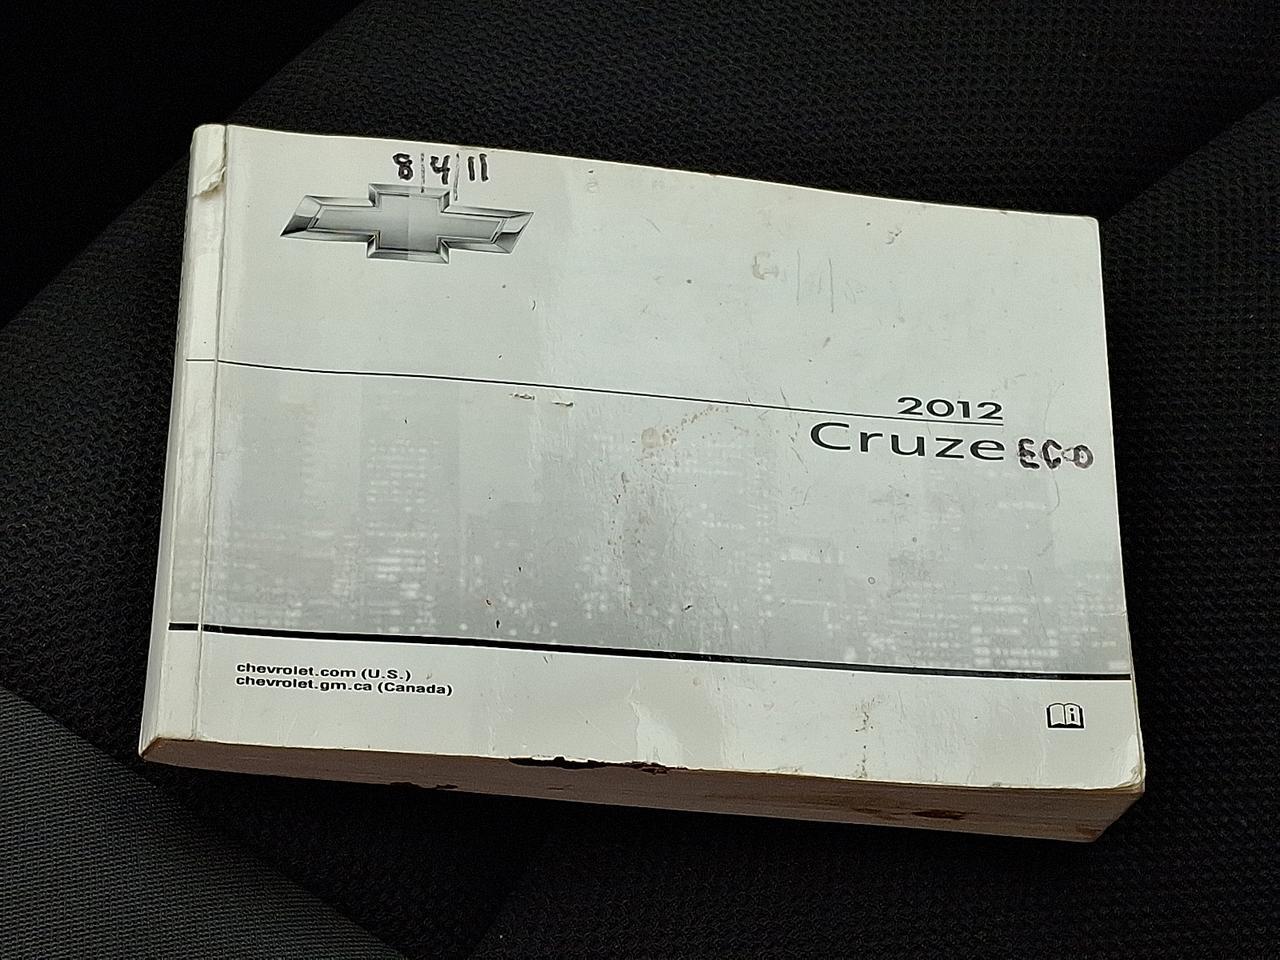 8/4/11
2012
Cruze ECO
chevrolet.com (U.S.)
chevrolet.gm.ca (Canada)